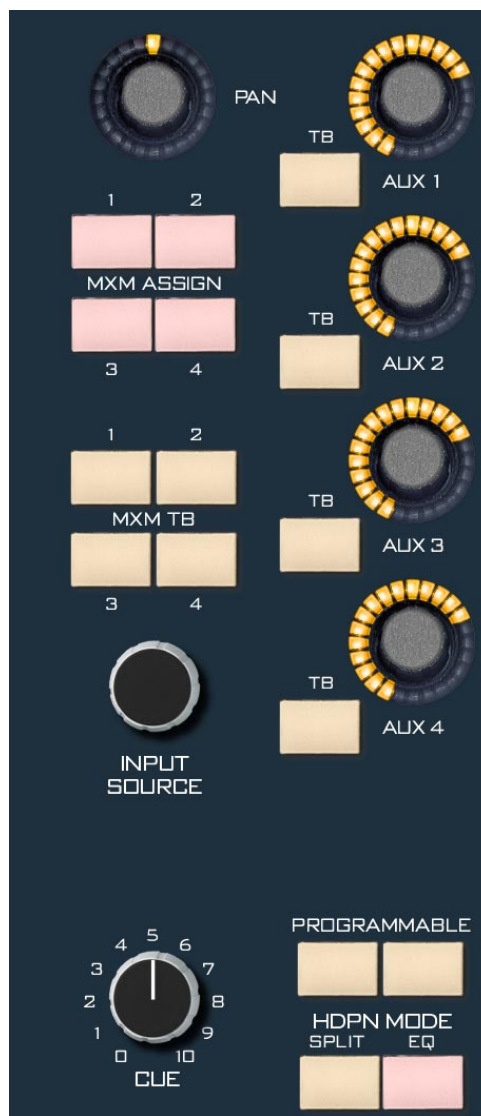 PAN
TB
AUX 1
1 2
MXM ASSIGN
3 4
TB
AUX 2
1 2
MXM TB
3 4
TB
AUX 3
INPUT
SOURCE
TB
AUX 4
0 1 2 3 4 5 6 7 8 9 10
CUE
PROGRAMMABLE
HDPN MODE
SPLIT EQ